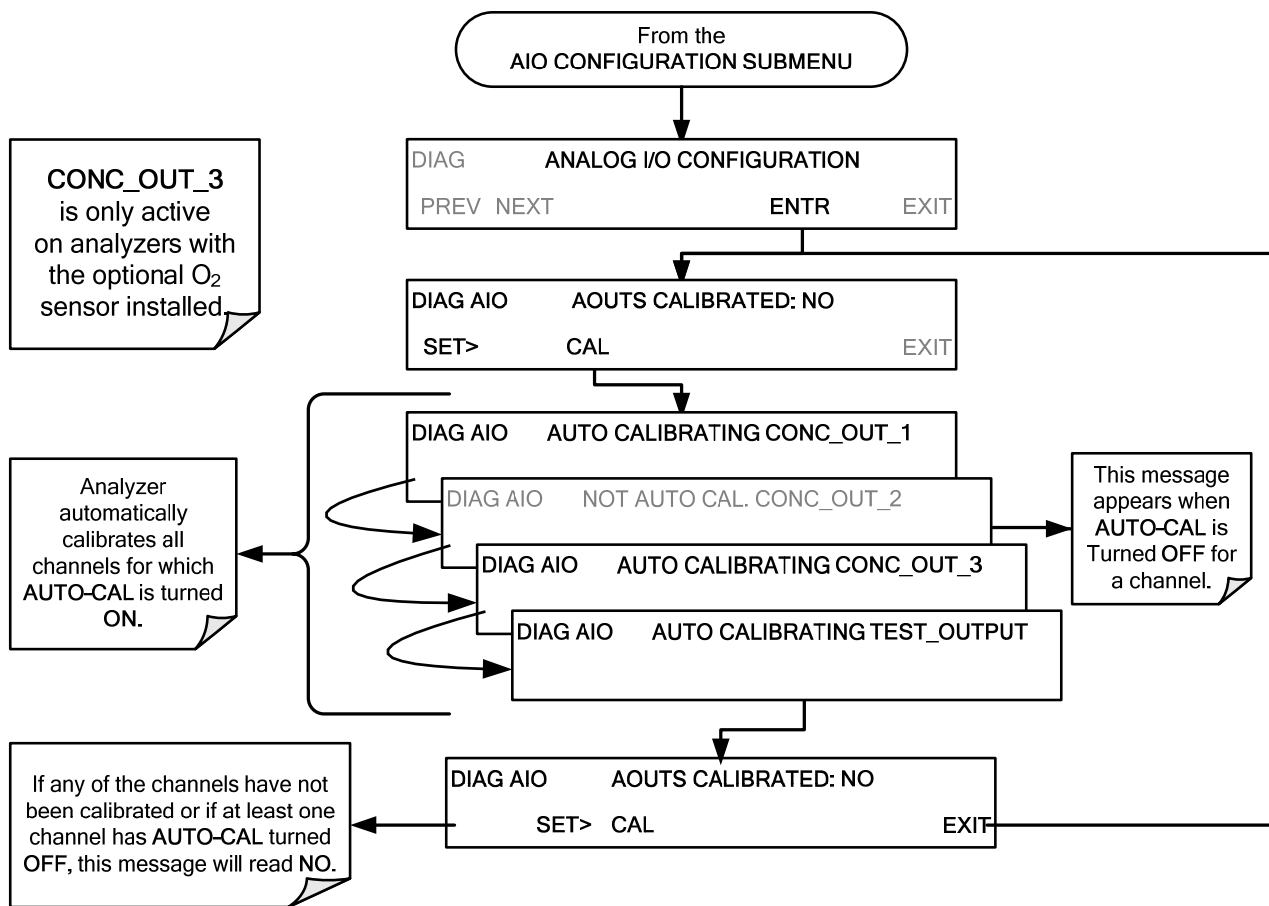 From the
AIO CONFIGURATION SUBMENU
DIAG ANALOG I/O CONFIGURATION
PREV NEXT ENTR EXIT
CONC_OUT_3
is only active
on analyzers with
the optional O₂
sensor installed.
DIAG AIO AOUTS CALIBRATED: NO
SET> CAL EXIT
DIAG AIO AUTO CALIBRATING CONC_OUT_1
DIAG AIO NOT AUTO CAL. CONC_OUT_2
DIAG AIO AUTO CALIBRATING CONC_OUT_3
DIAG AIO AUTO CALIBRATING TEST_OUTPUT
Analyzer
automatically
calibrates all
channels for which
AUTO-CAL is turned
ON.
This message
appears when
AUTO-CAL is
Turned OFF for
a channel.
If any of the channels have not
been calibrated or if at least one
channel has AUTO-CAL turned
OFF, this message will read NO.
DIAG AIO AOUTS CALIBRATED: NO
SET> CAL EXIT